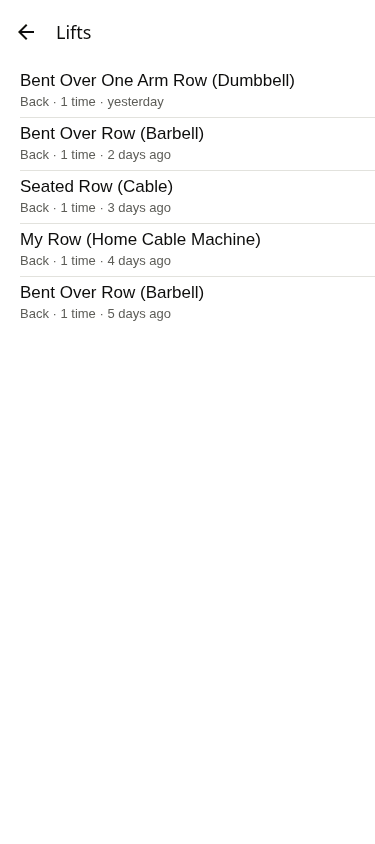 Lifts
Bent Over One Arm Row (Dumbbell)
Back · 1 time · yesterday
Bent Over Row (Barbell)
Back · 1 time · 2 days ago
Seated Row (Cable)
Back · 1 time · 3 days ago
My Row (Home Cable Machine)
Back · 1 time · 4 days ago
Bent Over Row (Barbell)
Back · 1 time · 5 days ago